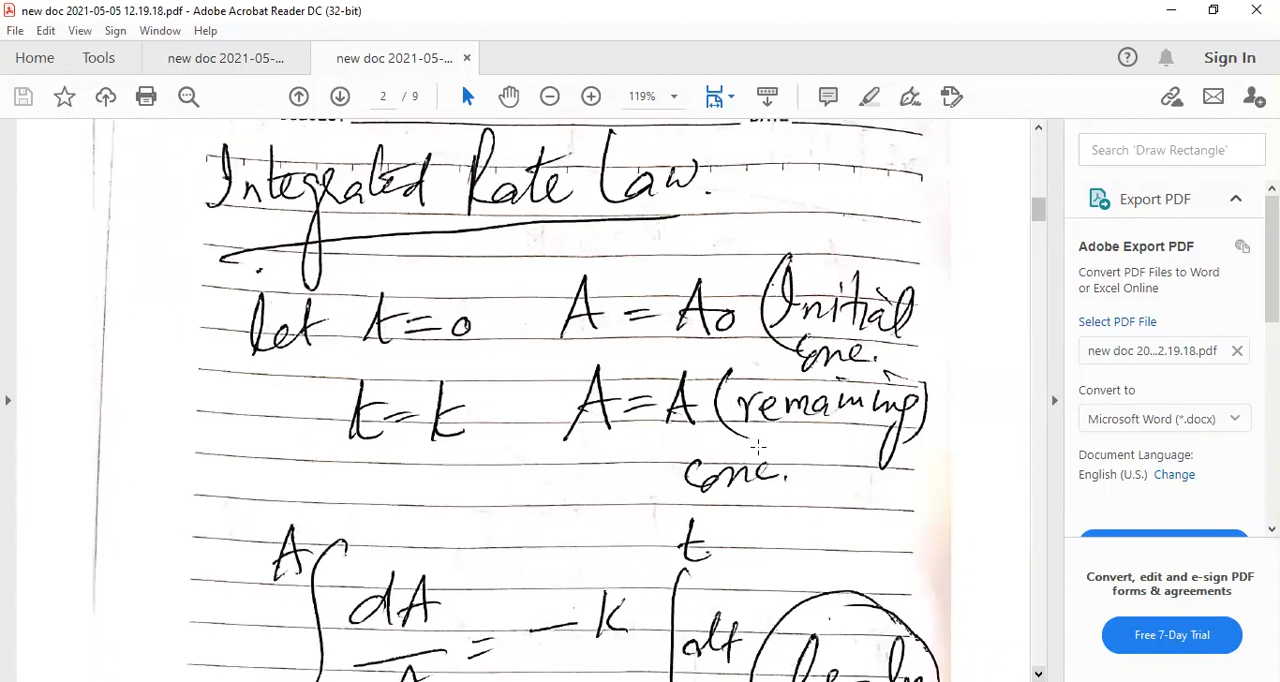 new doc 2021-05-05 12.19.18.pdf - Adobe Acrobat Reader DC (32-bit)
File Edit View Sign Window Help
Home Tools new doc 2021-05-... new doc 2021-05-... × Sign In
2 / 9 119%
Integrated Rate Law.
let t=0 A = A0 (Initial
conc.
t=t A=A (remaining)
conc.
A t
∫ dA = - K ∫ dt
Search 'Draw Rectangle'
Export PDF
Adobe Export PDF
Convert PDF Files to Word
or Excel Online
Select PDF File
new doc 20...2.19.18.pdf ×
Convert to
Microsoft Word (*.docx)
Document Language:
English (U.S.) Change
Convert, edit and e-sign PDF
forms & agreements
Free 7-Day Trial